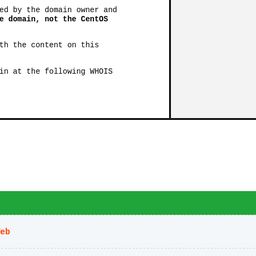 ed by the domain owner and
e domain, not the CentOS
th the content on this
in at the following WHOIS
eb